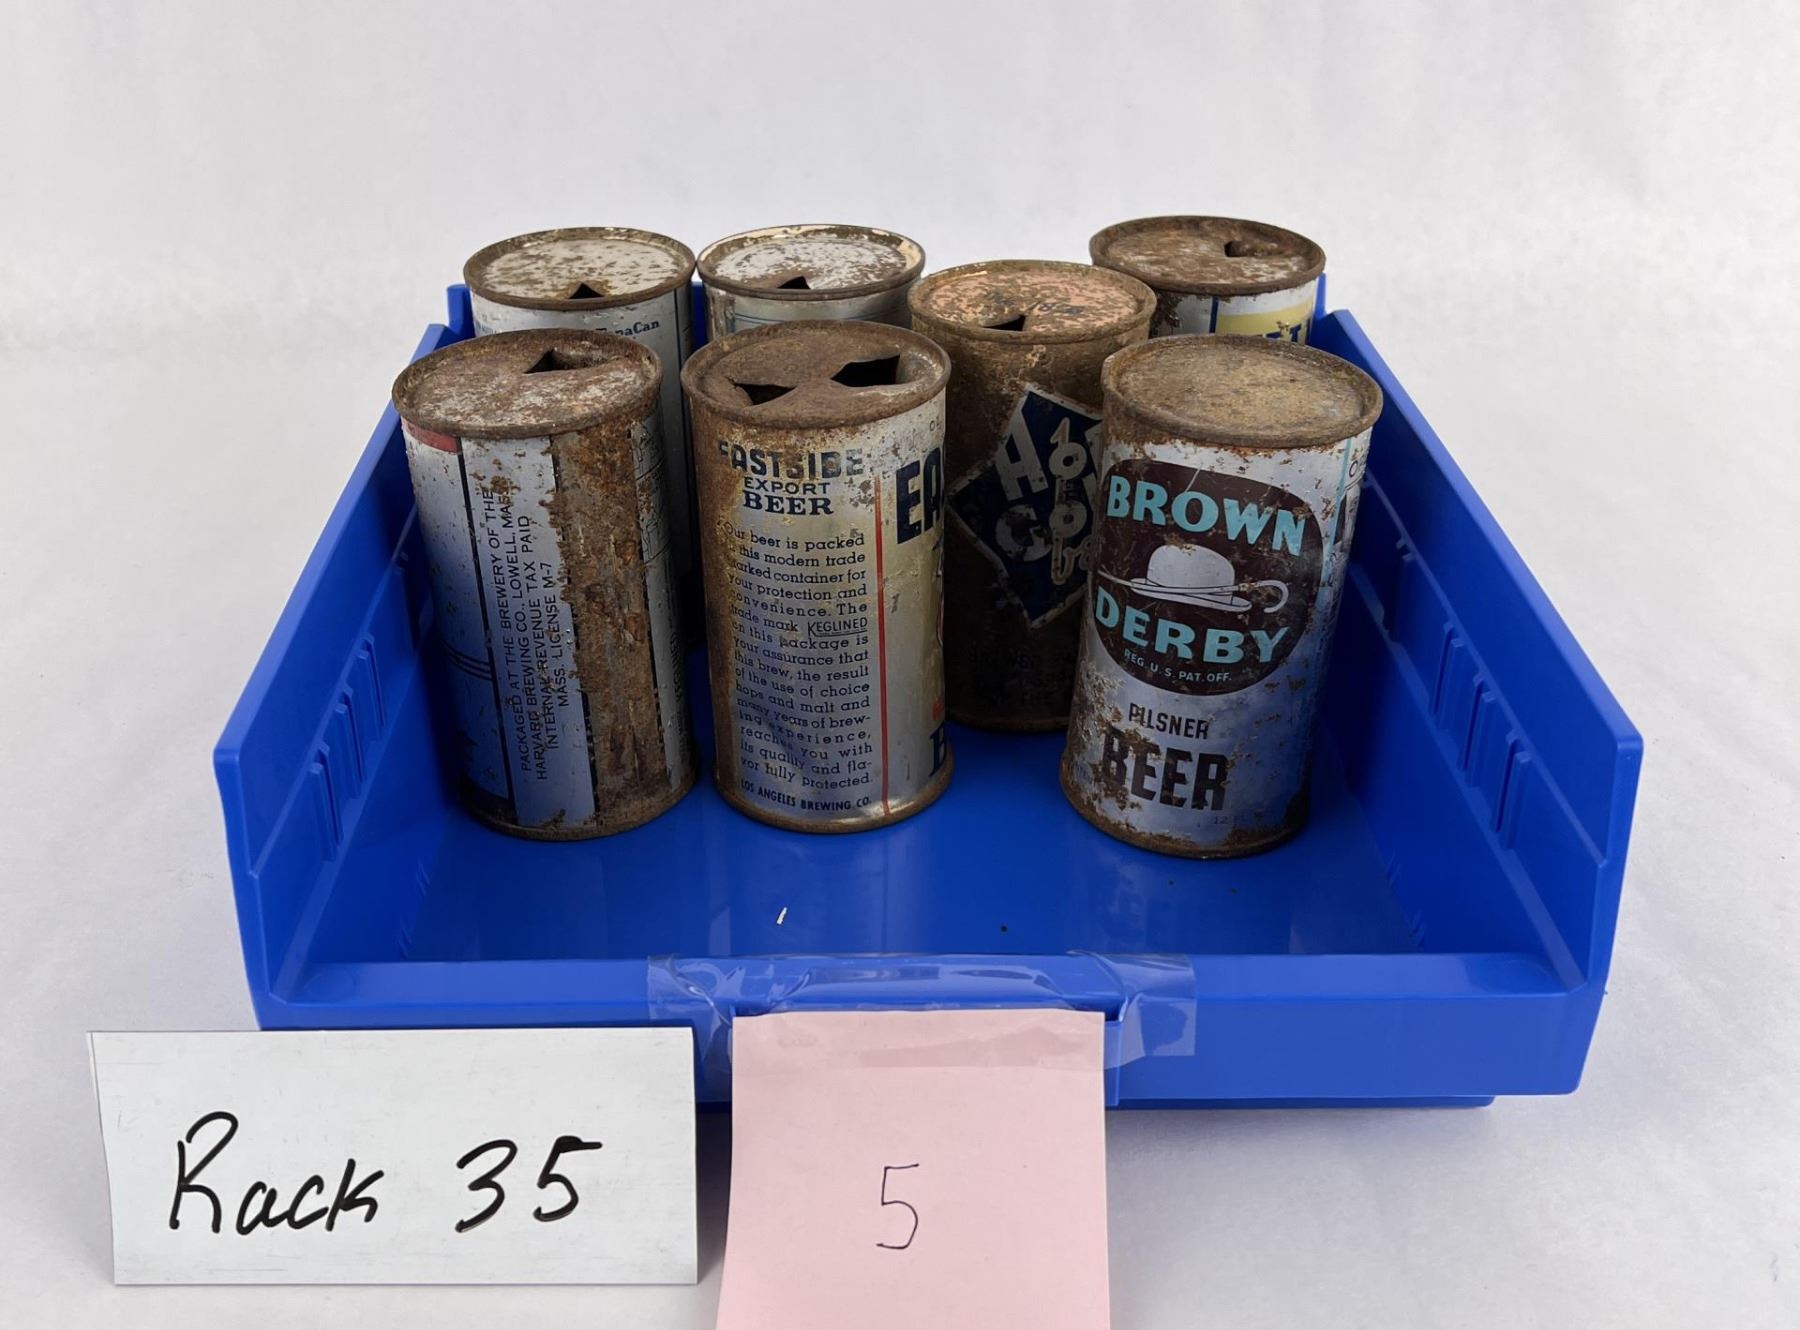 PACKAGED AT THE BREWERY OF THE
HARVARD BREWING CO., LOWELL, MASS.
INTERNAL REVENUE TAX PAID
MASS. LICENSE M-7
EASTSIDE
EXPORT
BEER
Our beer is packed
in this modern trade
marked container for
your protection and
convenience. The
trade mark KEGLINED
on this package is
your assurance that
this brew, the result
of the use of choice
hops and malt and
many years of brew-
ing experience,
reaches you with
its quality and fla-
vor fully protected.
LOS ANGELES BREWING CO.
EA
B
BROWN
DERBY
REG. U.S. PAT. OFF.
PILSNER
BEER
12 FL
Rack 35
5